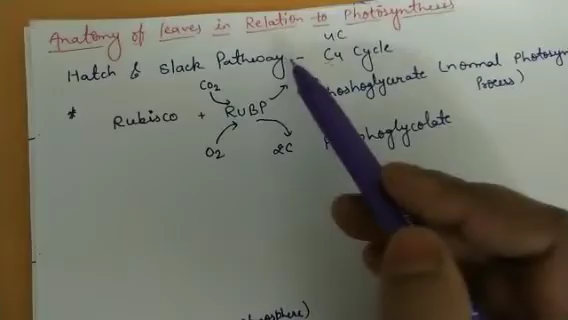 Anatomy of leaves in Relation to Photosynthesis
4C
Hatch & Slack Pathway - C4 Cycle
CO2
phosphoglycerate (normal Photosyn
Process)
* Rubisco + RUBP
O2 2C phosphoglycolate